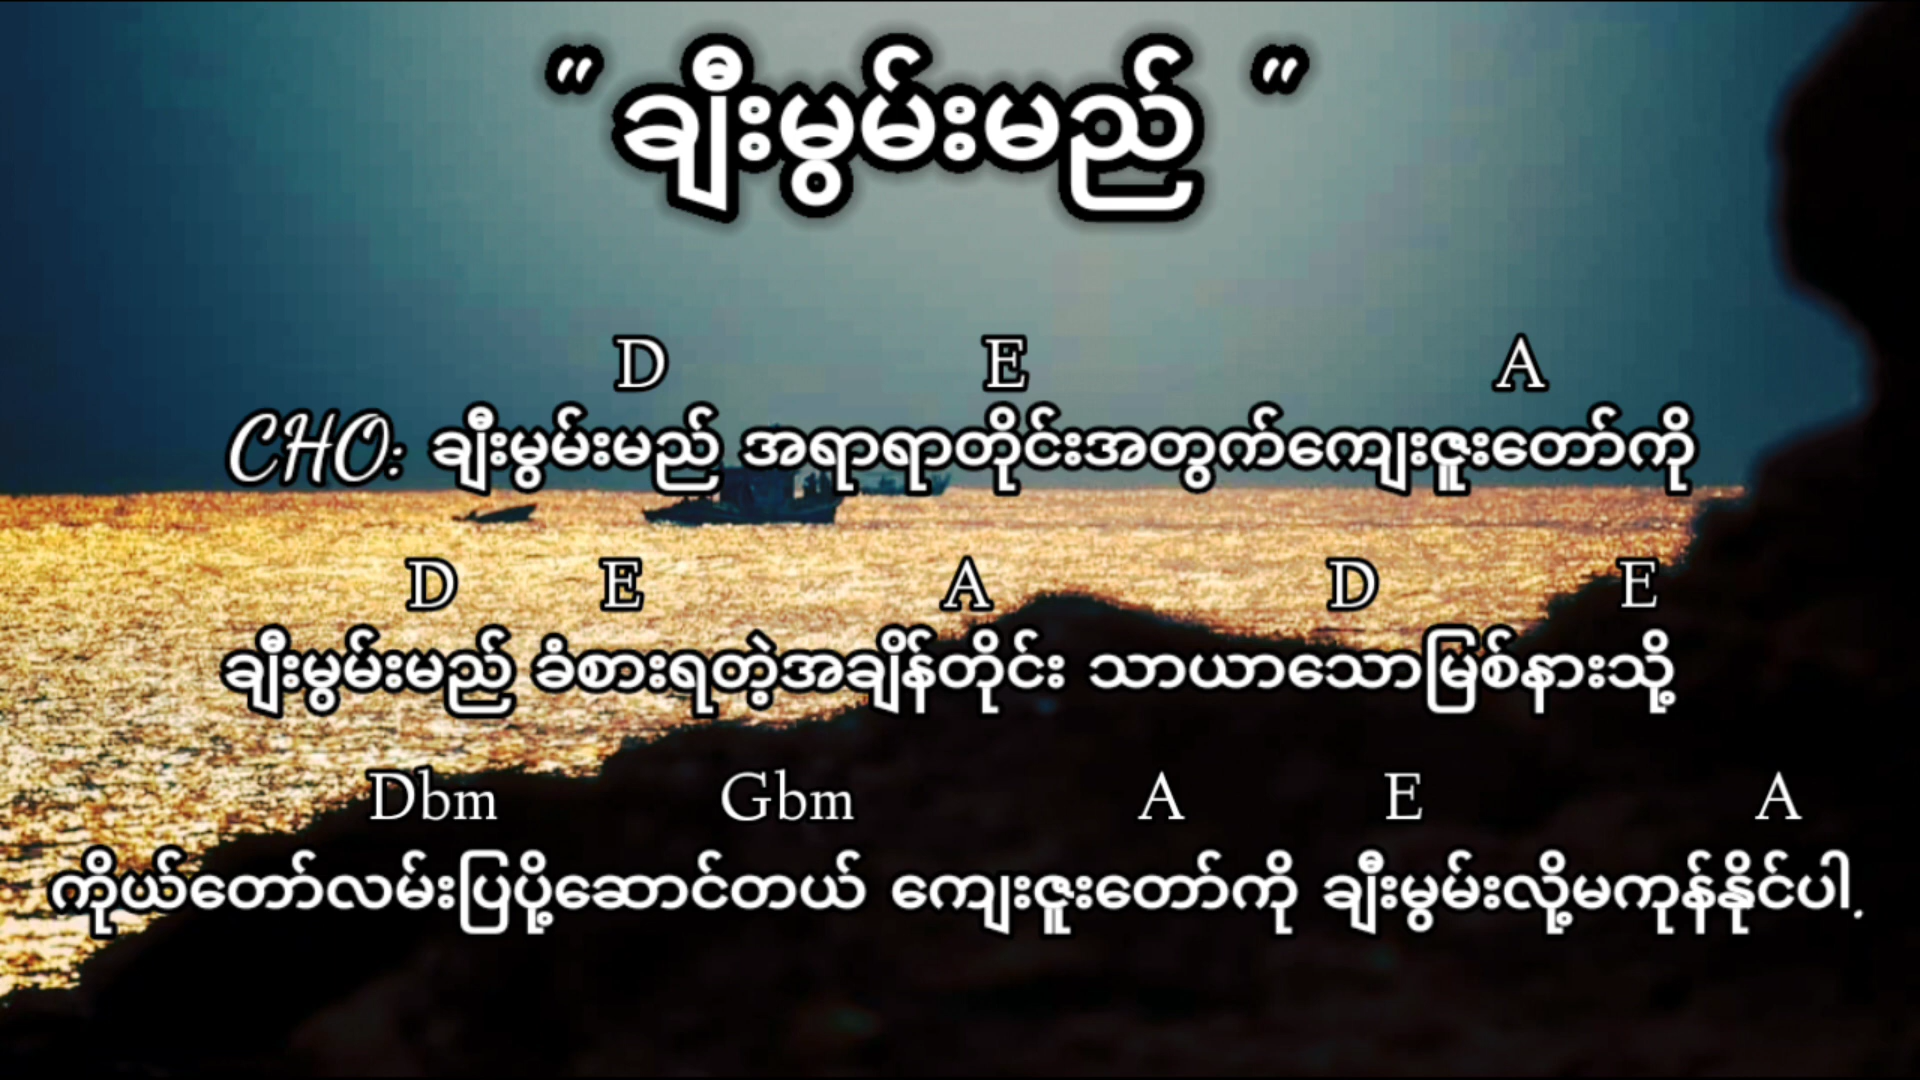 " ချီးမွမ်းမည် "
D E A
CHO: ချီးမွမ်းမည် အရာရာတိုင်းအတွက်ကျေးဇူးတော်ကို
D E A D E
ချီးမွမ်းမည် ခံစားရတဲ့အချိန်တိုင်း သာယာသောမြစ်နားသို့
Dbm Gbm A E A
ကိုယ်တော်လမ်းပြပို့ဆောင်တယ် ကျေးဇူးတော်ကို ချီးမွမ်းလို့မကုန်နိုင်ပါ.